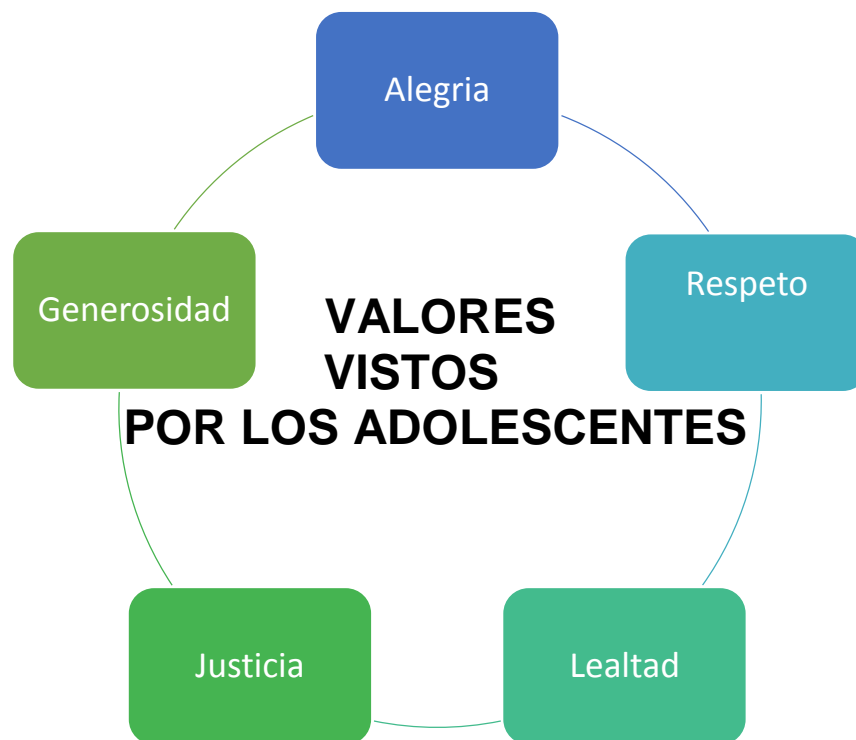 Alegria
Respeto
Generosidad
VALORES
VISTOS
POR LOS ADOLESCENTES
Justicia
Lealtad